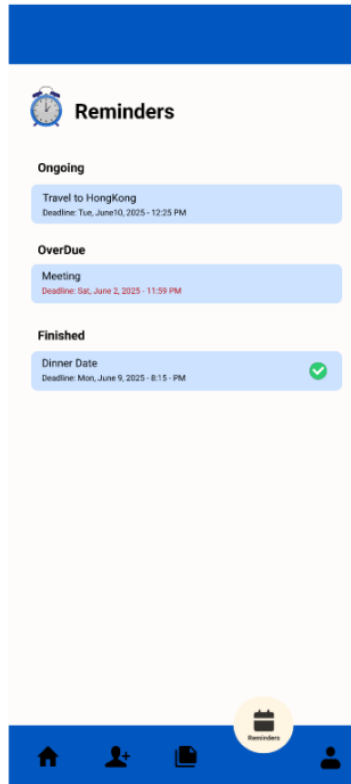 Reminders
Ongoing
Travel to HongKong
Deadline: Tue, June10, 2025 - 12:25 PM
OverDue
Meeting
Deadline: Sat, June 2, 2025 - 11:59 PM
Finished
Dinner Date
Deadline: Mon, June 9, 2025 - 8:15 - PM
Reminders